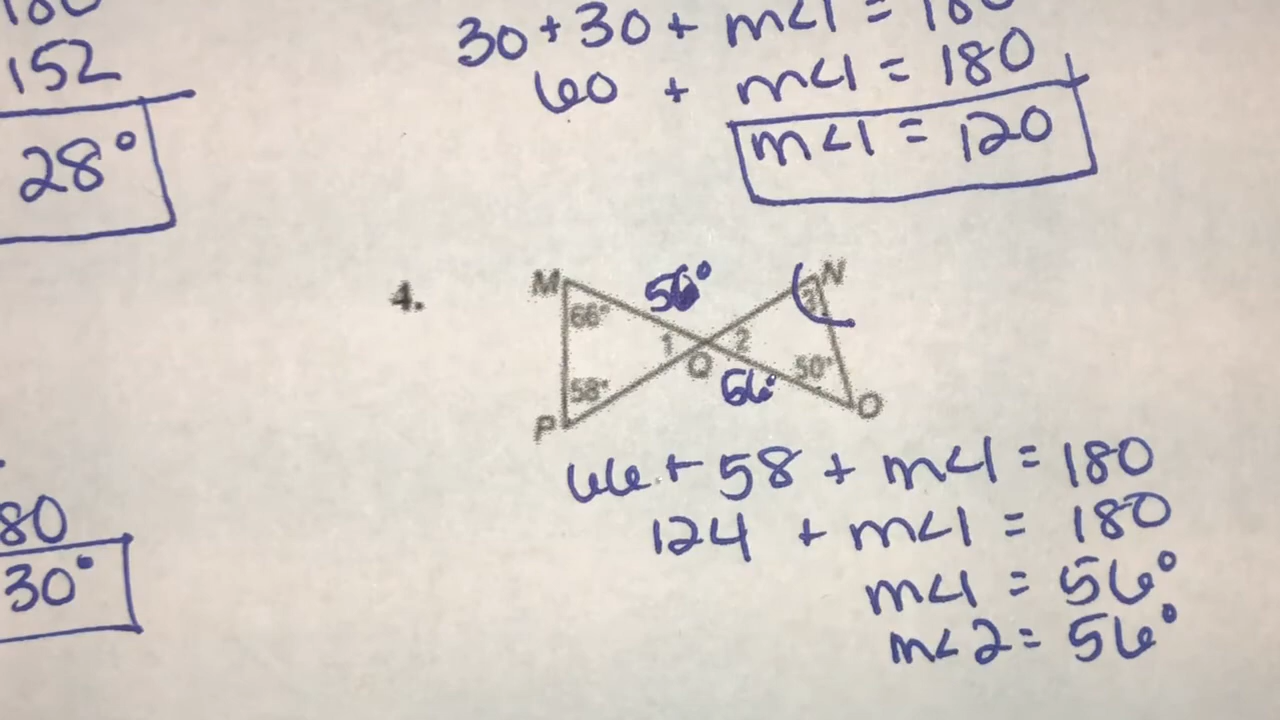 180
152
28°
30 + 30 + m<1 = 180
60 + m<1 = 180
m<1 = 120
4.
M 56° N
66° 3
1 2
Q
58° 56° 50°
P O
66 + 58 + m<1 = 180
124 + m<1 = 180
m<1 = 56°
m<2 = 56°
80
30°